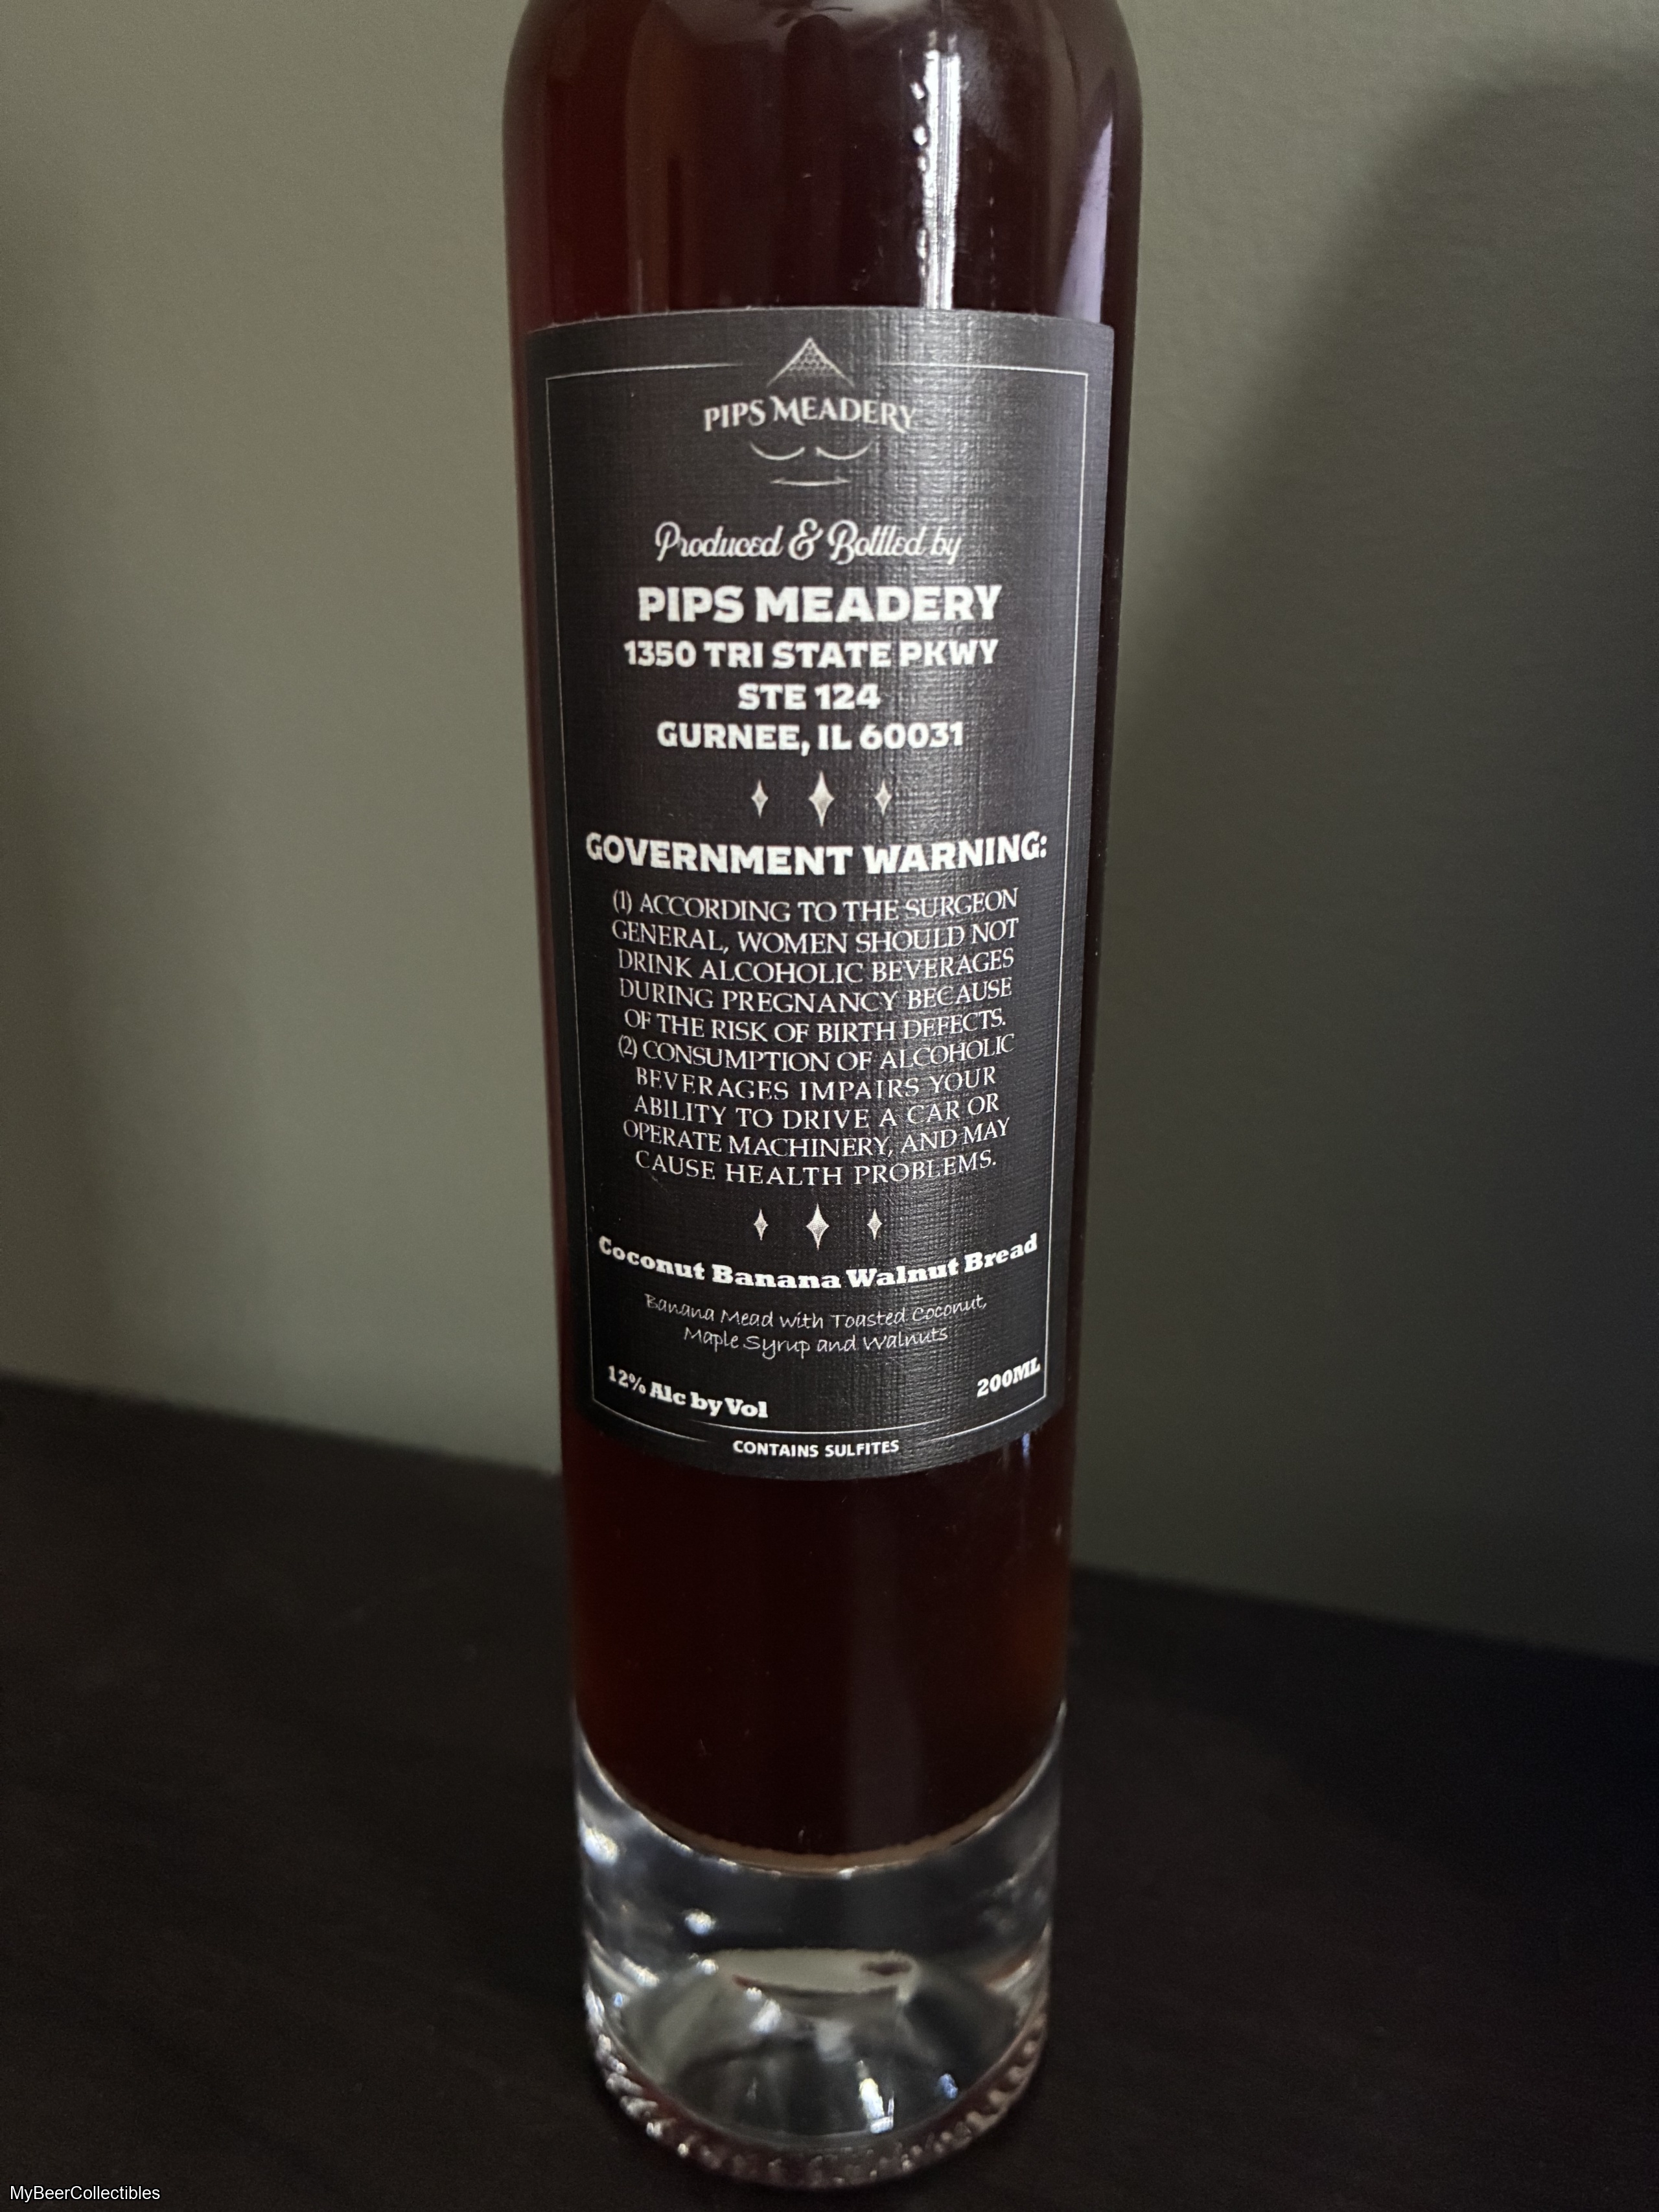 PIPS MEADERY
Produced & Bottled by
PIPS MEADERY
1350 TRI STATE PKWY
STE 124
GURNEE, IL 60031
GOVERNMENT WARNING:
(1) ACCORDING TO THE SURGEON
GENERAL, WOMEN SHOULD NOT
DRINK ALCOHOLIC BEVERAGES
DURING PREGNANCY BECAUSE
OF THE RISK OF BIRTH DEFECTS.
(2) CONSUMPTION OF ALCOHOLIC
BEVERAGES IMPAIRS YOUR
ABILITY TO DRIVE A CAR OR
OPERATE MACHINERY, AND MAY
CAUSE HEALTH PROBLEMS.
Coconut Banana Walnut Bread
Banana Mead with Toasted Coconut,
Maple Syrup and Walnuts
12% Alc by Vol
200ML
CONTAINS SULFITES
MyBeerCollectibles